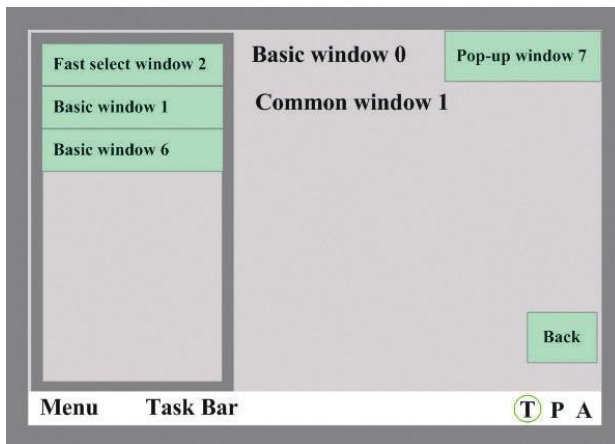 Fast select window 2
Basic window 1
Basic window 6
Basic window 0
Pop-up window 7
Common window 1
Back
Menu Task Bar T P A